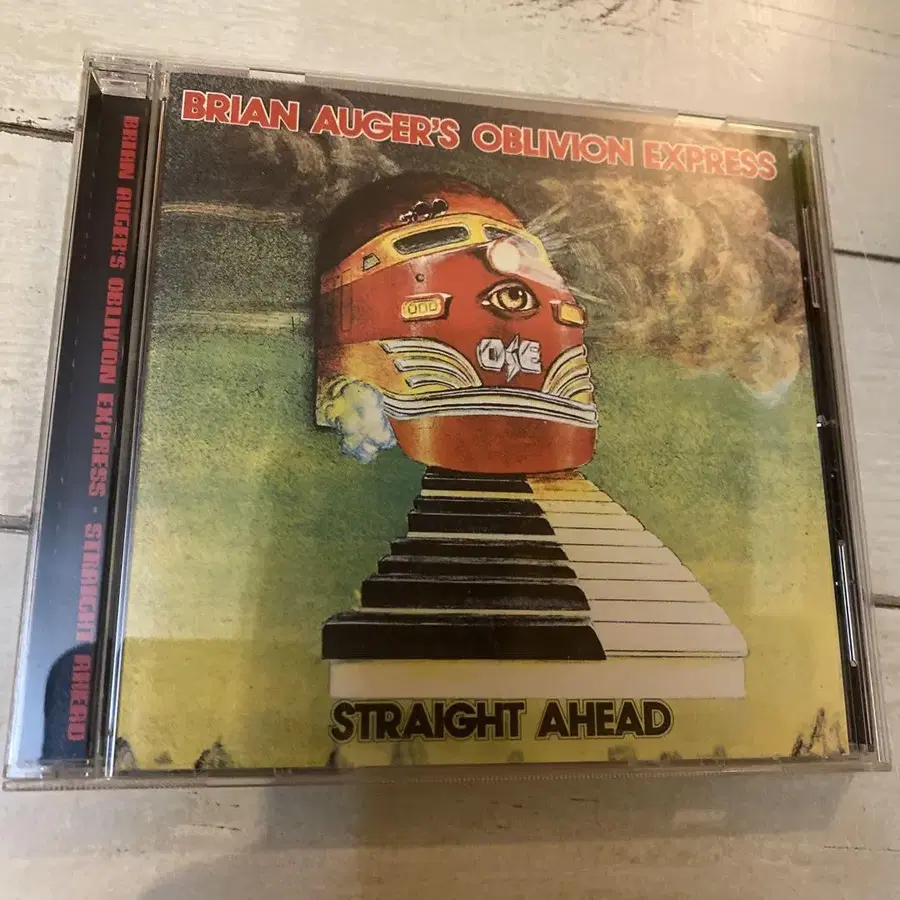 BRIAN AUGER'S OBLIVION EXPRESS
OE
STRAIGHT AHEAD
BRIAN AUGER'S OBLIVION EXPRESS - STRAIGHT AHEAD